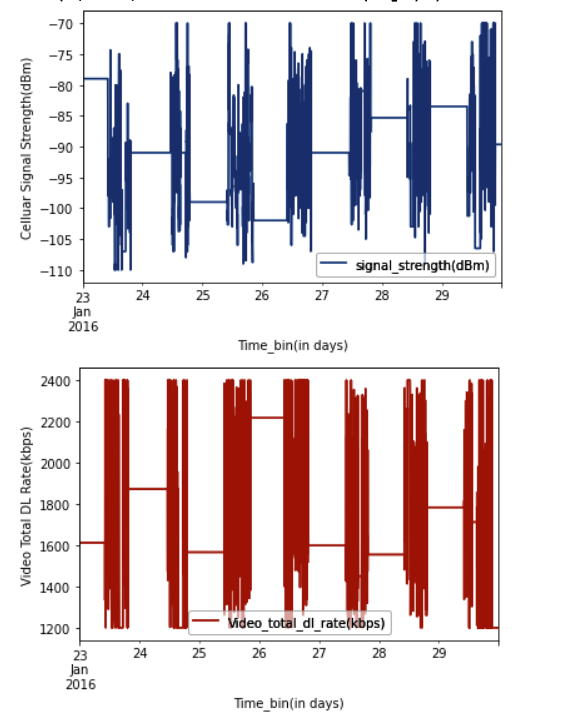 −70
−75
−80
−85
−90
−95
−100
−105
−110
Celluar Signal Strength(dBm)
signal_strength(dBm)
23 24 25 26 27 28 29
Jan
2016
Time_bin(in days)
2400
2200
2000
1800
1600
1400
1200
Video Total DL Rate(kbps)
Video_total_dl_rate(kbps)
23 24 25 26 27 28 29
Jan
2016
Time_bin(in days)